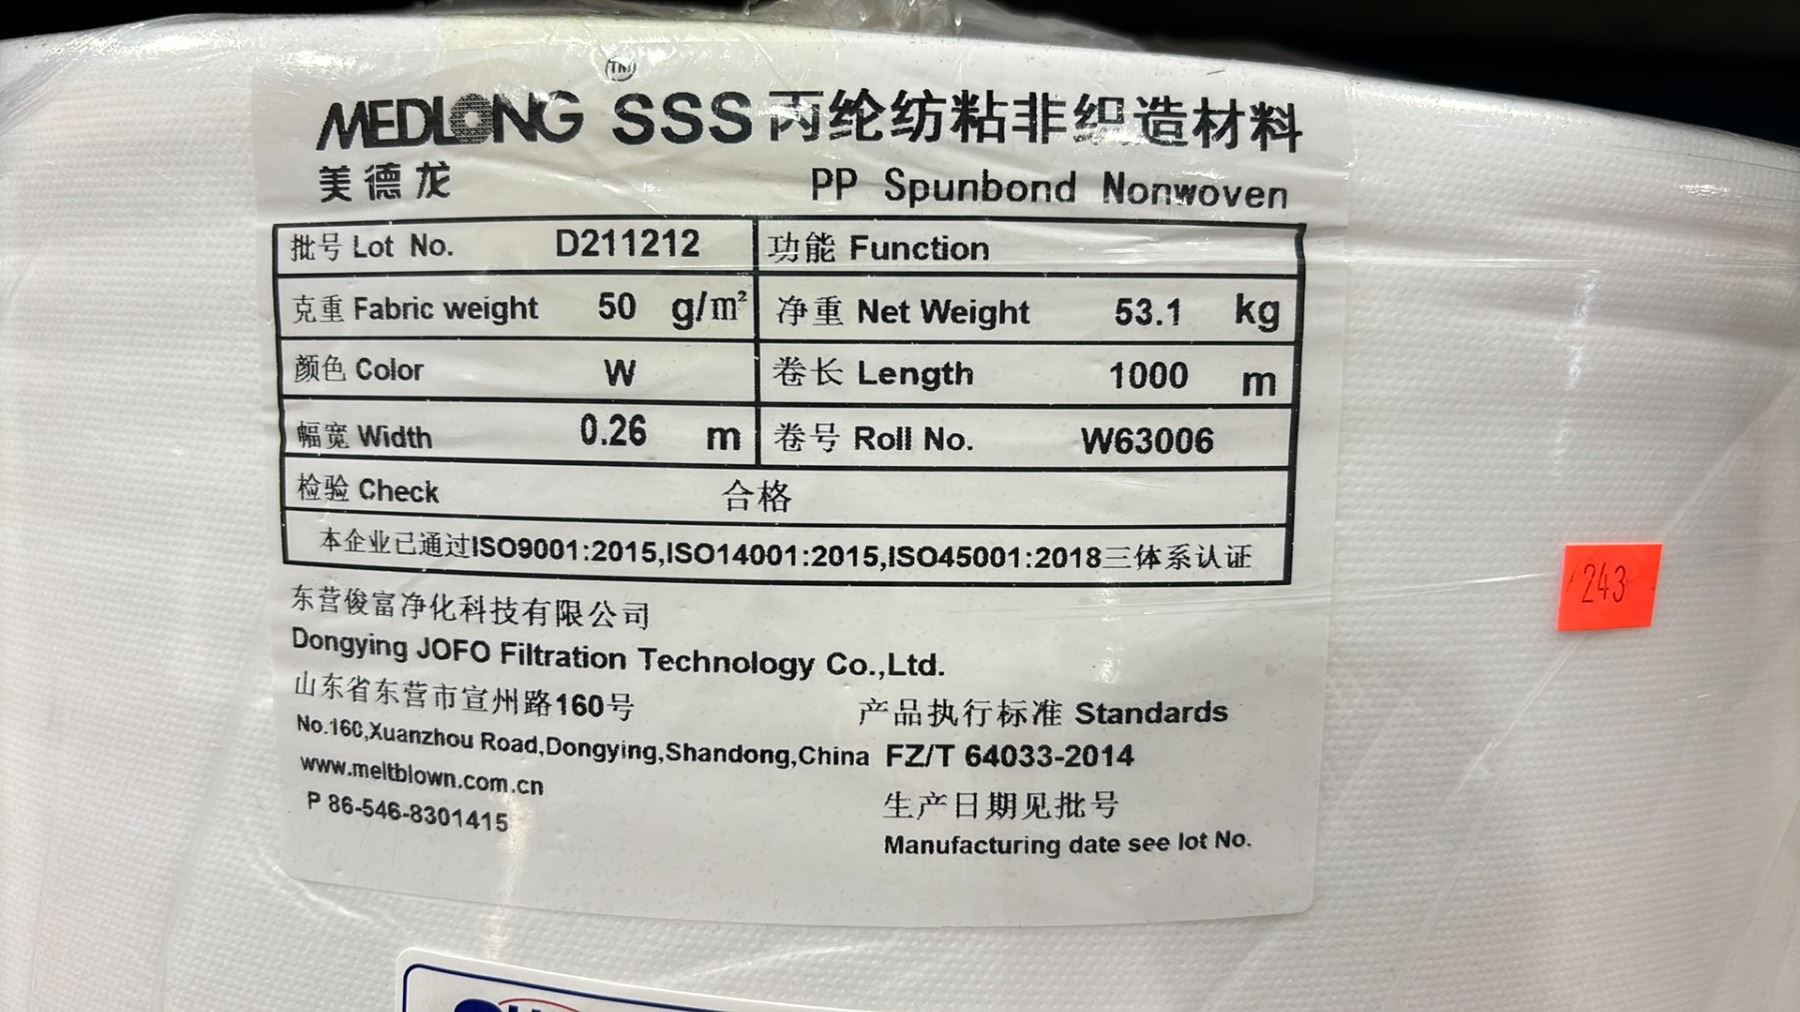 TM
MEDLONG SSS丙纶纺粘非织造材料
美德龙 PP Spunbond Nonwoven
批号 Lot No. D211212 功能 Function
克重 Fabric weight 50 g/m² 净重 Net Weight 53.1 kg
颜色 Color W 卷长 Length 1000 m
幅宽 Width 0.26 m 卷号 Roll No. W63006
检验 Check 合格
本企业已通过ISO9001:2015,ISO14001:2015,ISO45001:2018三体系认证
243
东营俊富净化科技有限公司
Dongying JOFO Filtration Technology Co.,Ltd.
山东省东营市宣州路160号
No.160,Xuanzhou Road,Dongying,Shandong,China
www.meltblown.com.cn
P 86-546-8301415
产品执行标准 Standards
FZ/T 64033-2014
生产日期见批号
Manufacturing date see lot No.